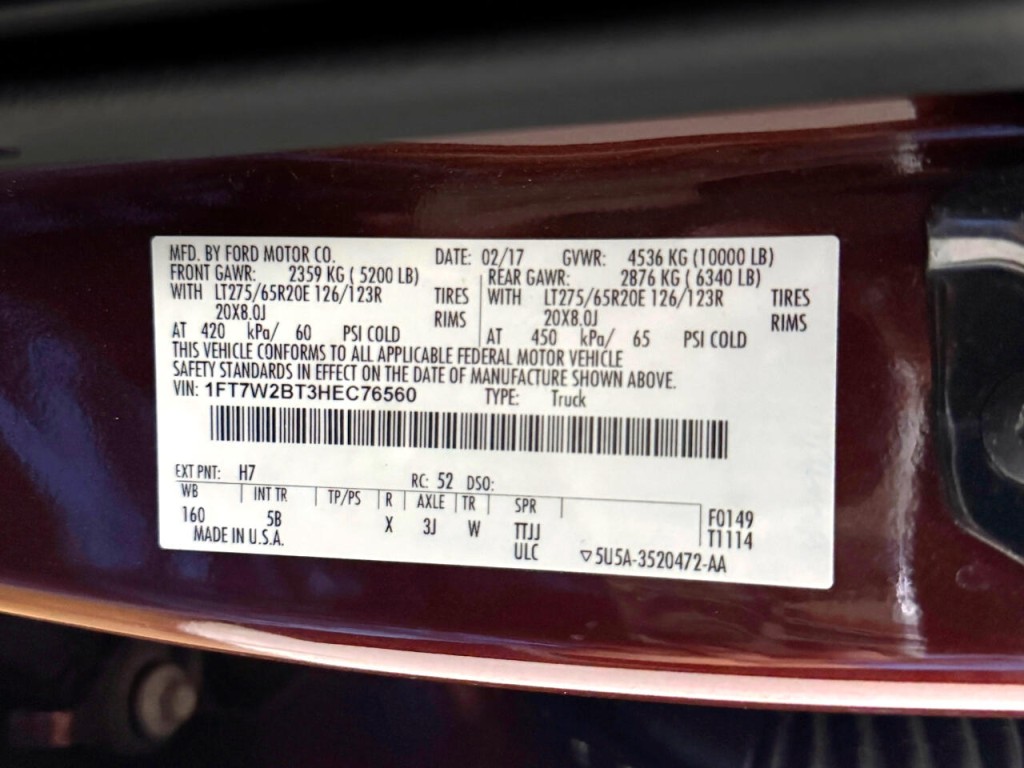 MFD. BY FORD MOTOR CO. DATE: 02/17 GVWR: 4536 KG (10000 LB)
FRONT GAWR: 2359 KG ( 5200 LB) REAR GAWR: 2876 KG ( 6340 LB)
WITH LT275/65R20E 126/123R TIRES WITH LT275/65R20E 126/123R TIRES
20X8.0J RIMS 20X8.0J RIMS
AT 420 kPa/ 60 PSI COLD AT 450 kPa/ 65 PSI COLD
THIS VEHICLE CONFORMS TO ALL APPLICABLE FEDERAL MOTOR VEHICLE
SAFETY STANDARDS IN EFFECT ON THE DATE OF MANUFACTURE SHOWN ABOVE.
VIN: 1FT7W2BT3HEC76560 TYPE: Truck
EXT PNT: H7 RC: 52 DSO:
WB INT TR TP/PS R AXLE TR SPR
160 5B X 3J W TTJJ F0149
MADE IN U.S.A. ULC T1114
▽5U5A-3520472-AA